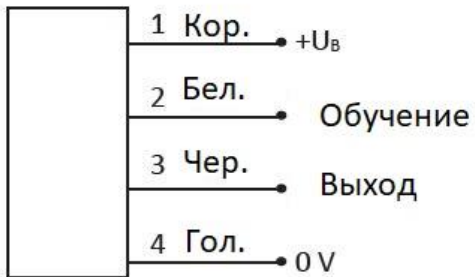 1 Кор. +UB
2 Бел. Обучение
3 Чер. Выход
4 Гол. 0 V